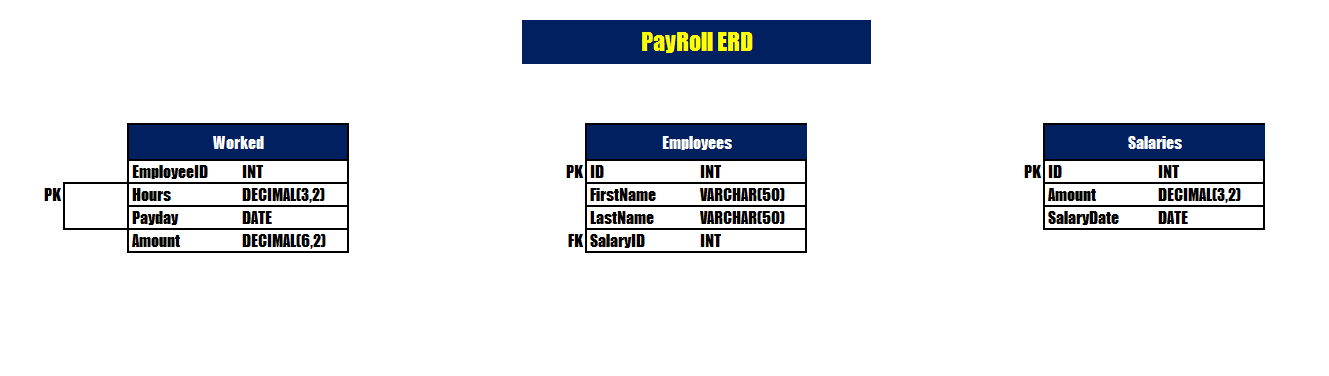 PayRoll ERD
Worked
EmployeeID INT
PK Hours DECIMAL(3,2)
Payday DATE
Amount DECIMAL(6,2)
Employees
PK ID INT
FirstName VARCHAR(50)
LastName VARCHAR(50)
FK SalaryID INT
Salaries
PK ID INT
Amount DECIMAL(3,2)
SalaryDate DATE